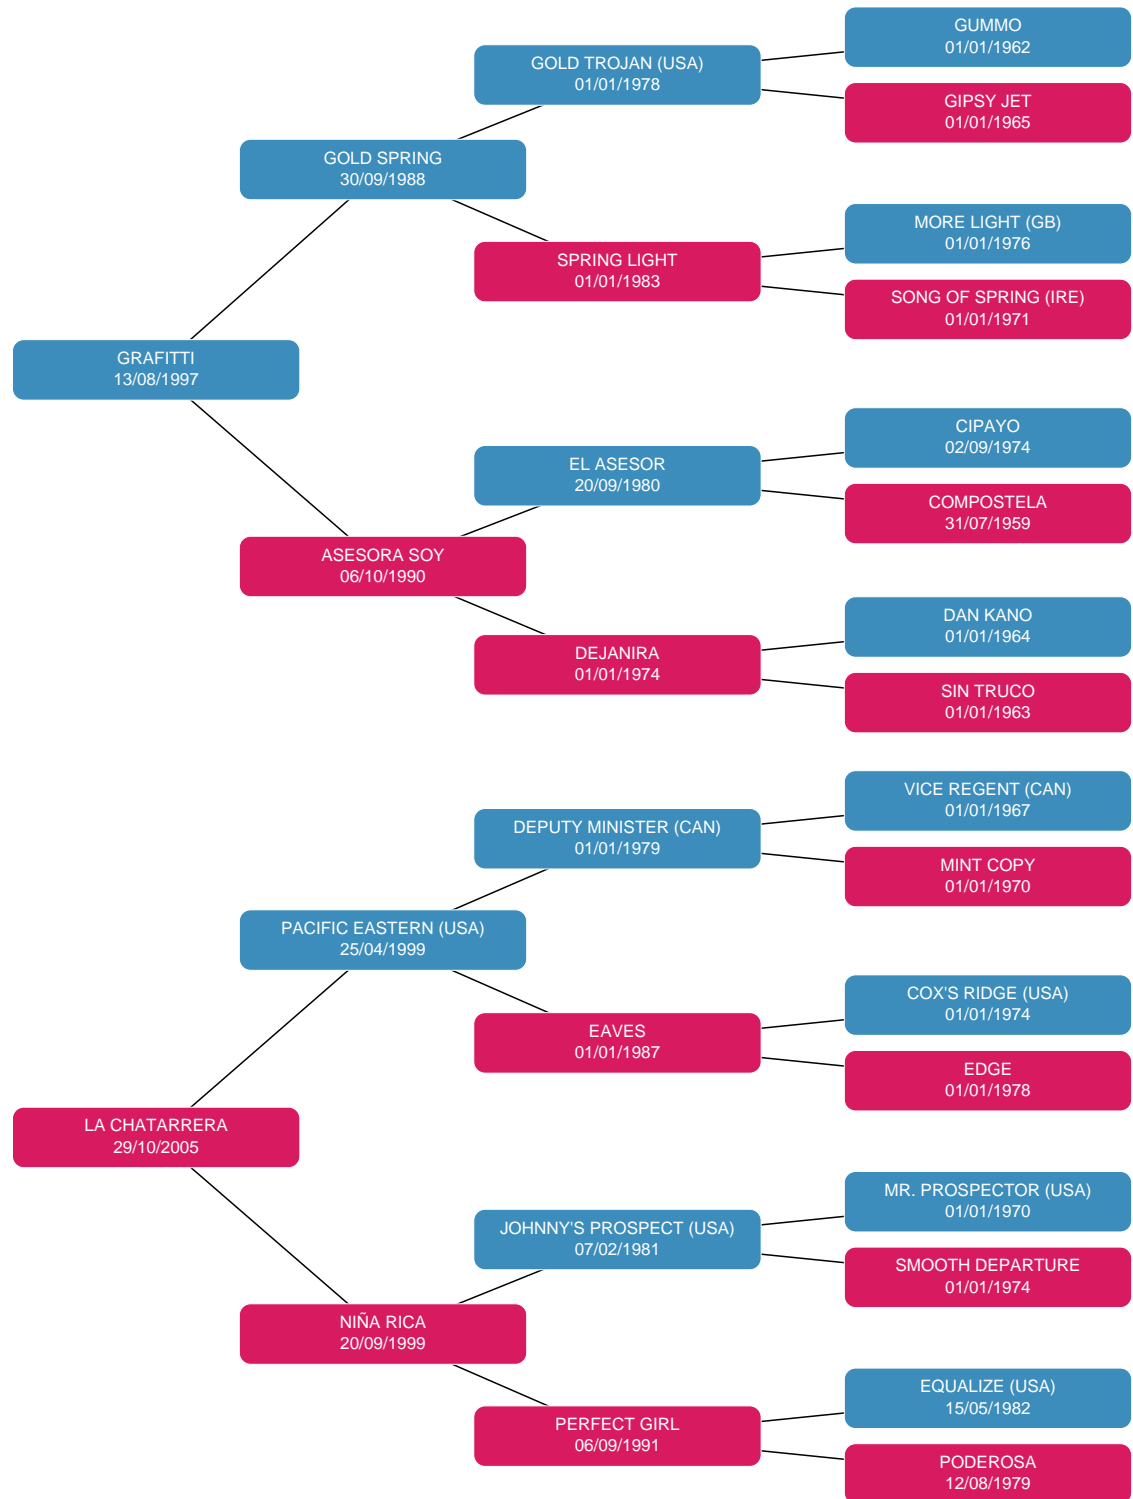 GUMMO
01/01/1962
GOLD TROJAN (USA)
01/01/1978
GIPSY JET
01/01/1965
GOLD SPRING
30/09/1988
MORE LIGHT (GB)
01/01/1976
SPRING LIGHT
01/01/1983
SONG OF SPRING (IRE)
01/01/1971
GRAFITTI
13/08/1997
CIPAYO
02/09/1974
EL ASESOR
20/09/1980
COMPOSTELA
31/07/1959
ASESORA SOY
06/10/1990
DAN KANO
01/01/1964
DEJANIRA
01/01/1974
SIN TRUCO
01/01/1963
VICE REGENT (CAN)
01/01/1967
DEPUTY MINISTER (CAN)
01/01/1979
MINT COPY
01/01/1970
PACIFIC EASTERN (USA)
25/04/1999
COX'S RIDGE (USA)
01/01/1974
EAVES
01/01/1987
EDGE
01/01/1978
LA CHATARRERA
29/10/2005
MR. PROSPECTOR (USA)
01/01/1970
JOHNNY'S PROSPECT (USA)
07/02/1981
SMOOTH DEPARTURE
01/01/1974
NIÑA RICA
20/09/1999
EQUALIZE (USA)
15/05/1982
PERFECT GIRL
06/09/1991
PODEROSA
12/08/1979